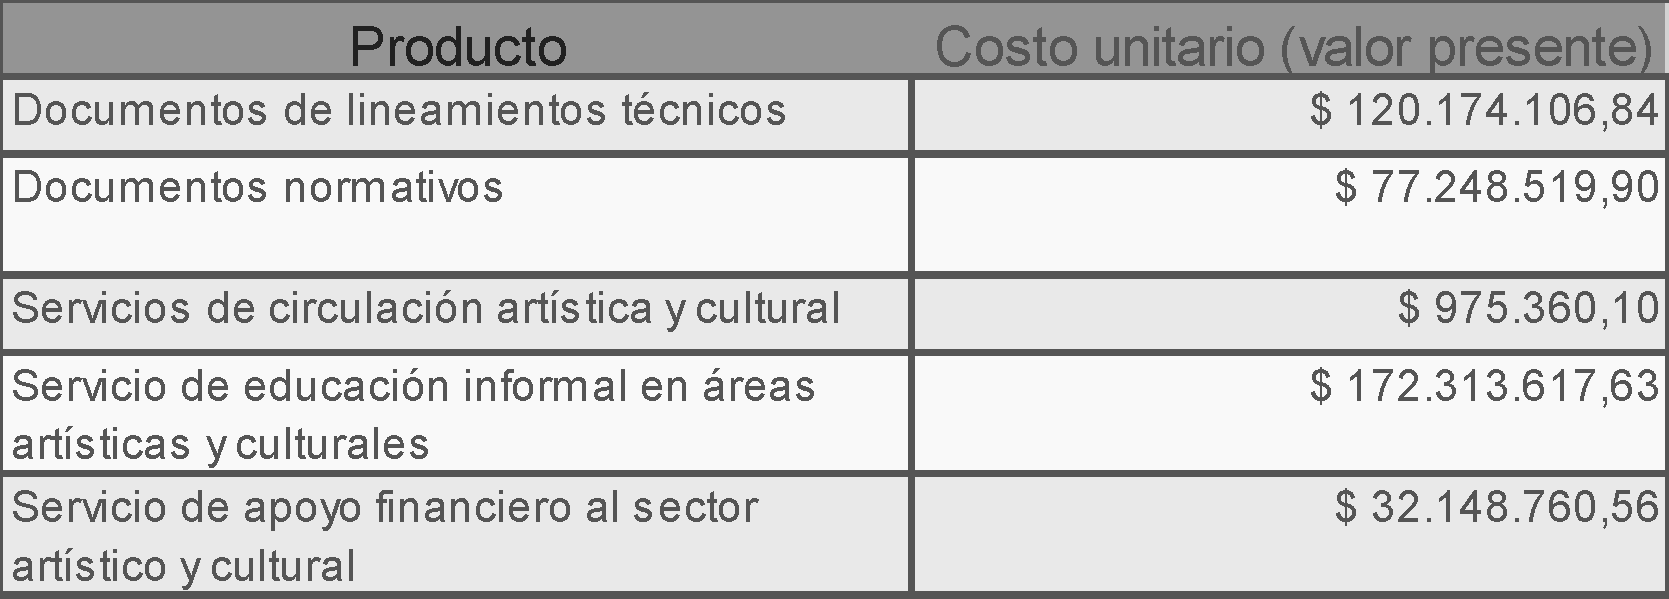 Producto Costo unitario (valor presente)
Documentos de lineamientos técnicos $ 120.174.106,84
Documentos normativos $ 77.248.519,90
Servicios de circulación artística y cultural $ 975.360,10
Servicio de educación informal en áreas $ 172.313.617,63
artísticas y culturales
Servicio de apoyo financiero al sector $ 32.148.760,56
artístico y cultural